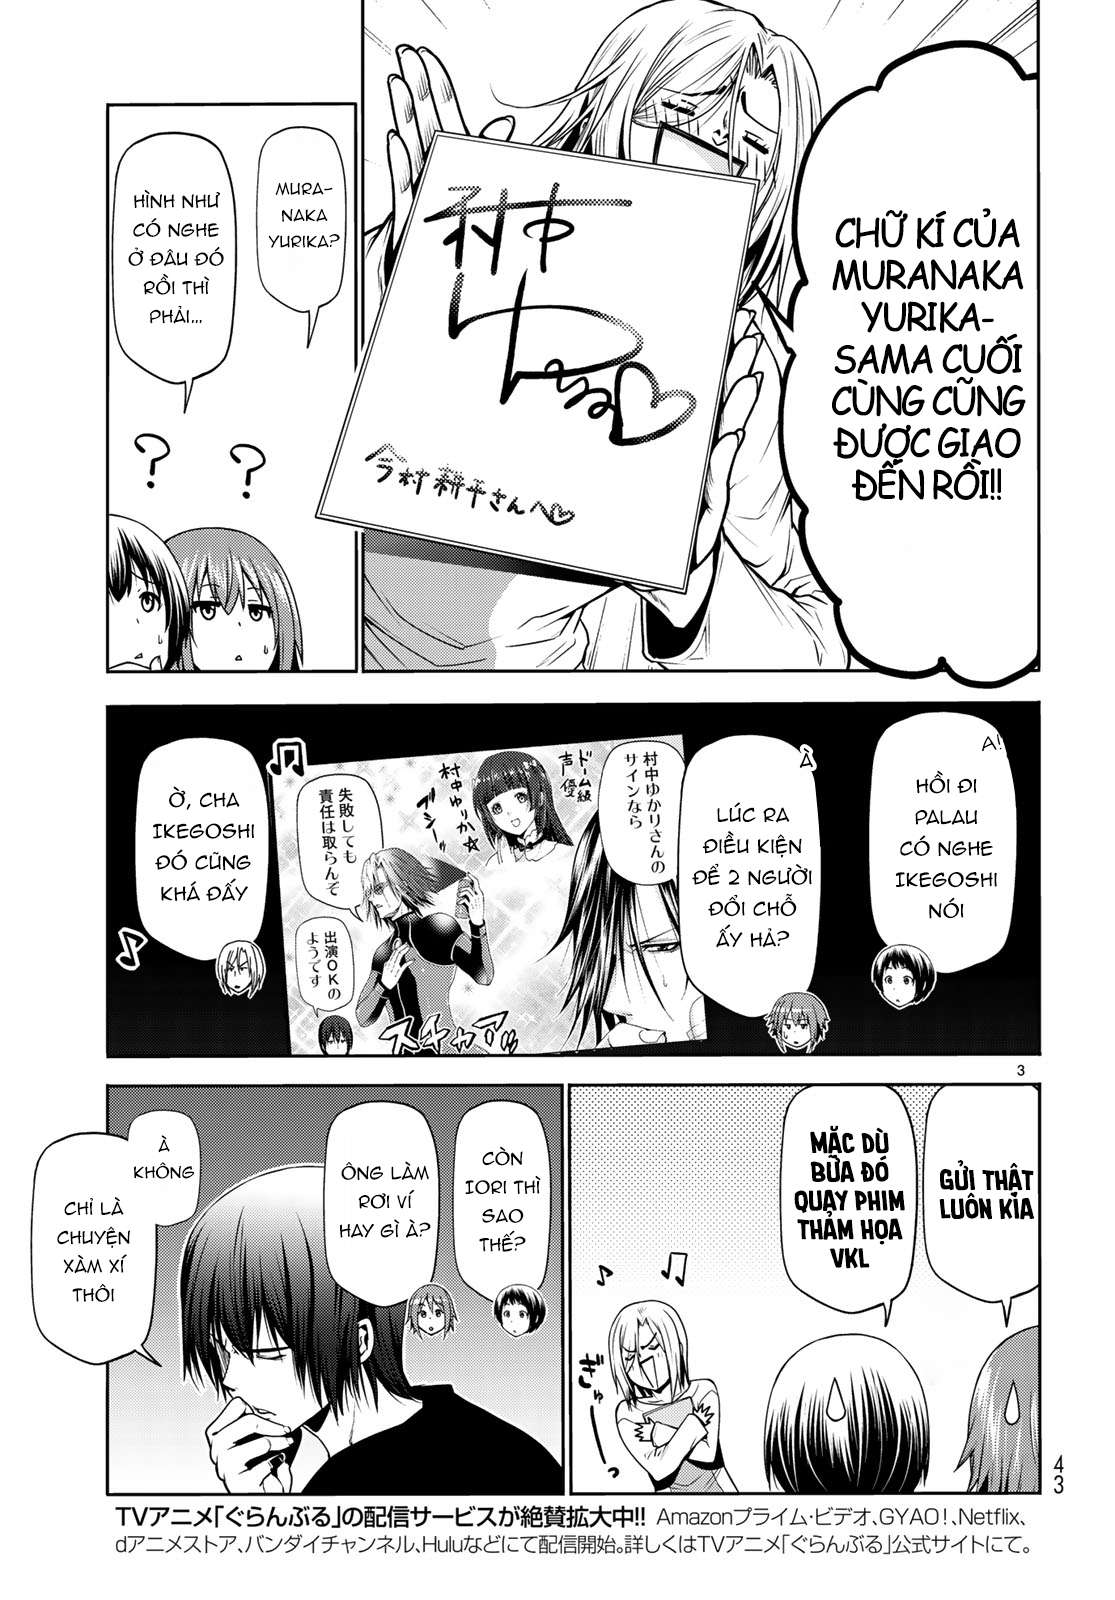 CHỮ KÍ CỦA
MURANAKA
YURIKA-
SAMA CUỐI
CÙNG CŨNG
ĐƯỢC GIAO
ĐẾN RỒI!!
村中
今村耕平さんへ♡
MURA-
NAKA
YURIKA?
HÌNH NHƯ
CÓ NGHE
Ở ĐÂU ĐÓ
RỒI THÌ
PHẢI...
?
?
A!
HỒI ĐI
PALAU
CÓ NGHE
IKEGOSHI
NÓI
À
LÚC RA
ĐIỀU KIỆN
ĐỂ 2 NGƯỜI
ĐỔI CHỖ
ẤY HẢ?
村中ゆかりさんの
サインなら
ドーム級
声優
村中ゆりか☆
失敗しても
責任は取らんぞ
出演OKの
ようです
スチャアッ
Ờ, CHA
IKEGOSHI
ĐÓ CŨNG
KHÁ ĐẤY
3
GỬI THẬT
LUÔN KÌA
MẶC DÙ
BỮA ĐÓ
QUAY PHIM
THẢM HỌA
VKL
ぎゅっ
CÒN
IORI THÌ
SAO
THẾ?
ÔNG LÀM
RƠI VÍ
HAY GÌ À?
À
KHÔNG
CHỈ LÀ
CHUYỆN
XÀM XÍ
THÔI
43
TVアニメ「ぐらんぶる」の配信サービスが絶賛拡大中!! Amazonプライム・ビデオ、GYAO!、Netflix、
dアニメストア、バンダイチャンネル、Huluなどにて配信開始。詳しくはTVアニメ「ぐらんぶる」公式サイトにて。